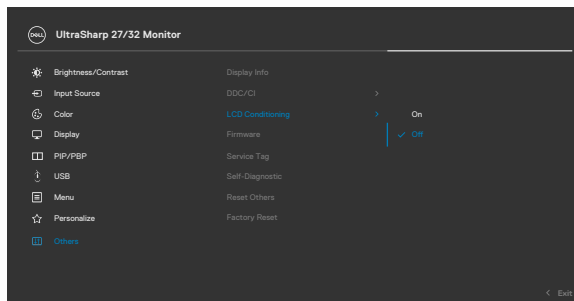 DELL UltraSharp 27/32 Monitor
Brightness/Contrast Display Info
Input Source DDC/CI
Color LCD Conditioning On
Display Firmware Off
PIP/PBP Service Tag
USB Self-Diagnostic
Menu Reset Others
Personalize Factory Reset
Others
Exit